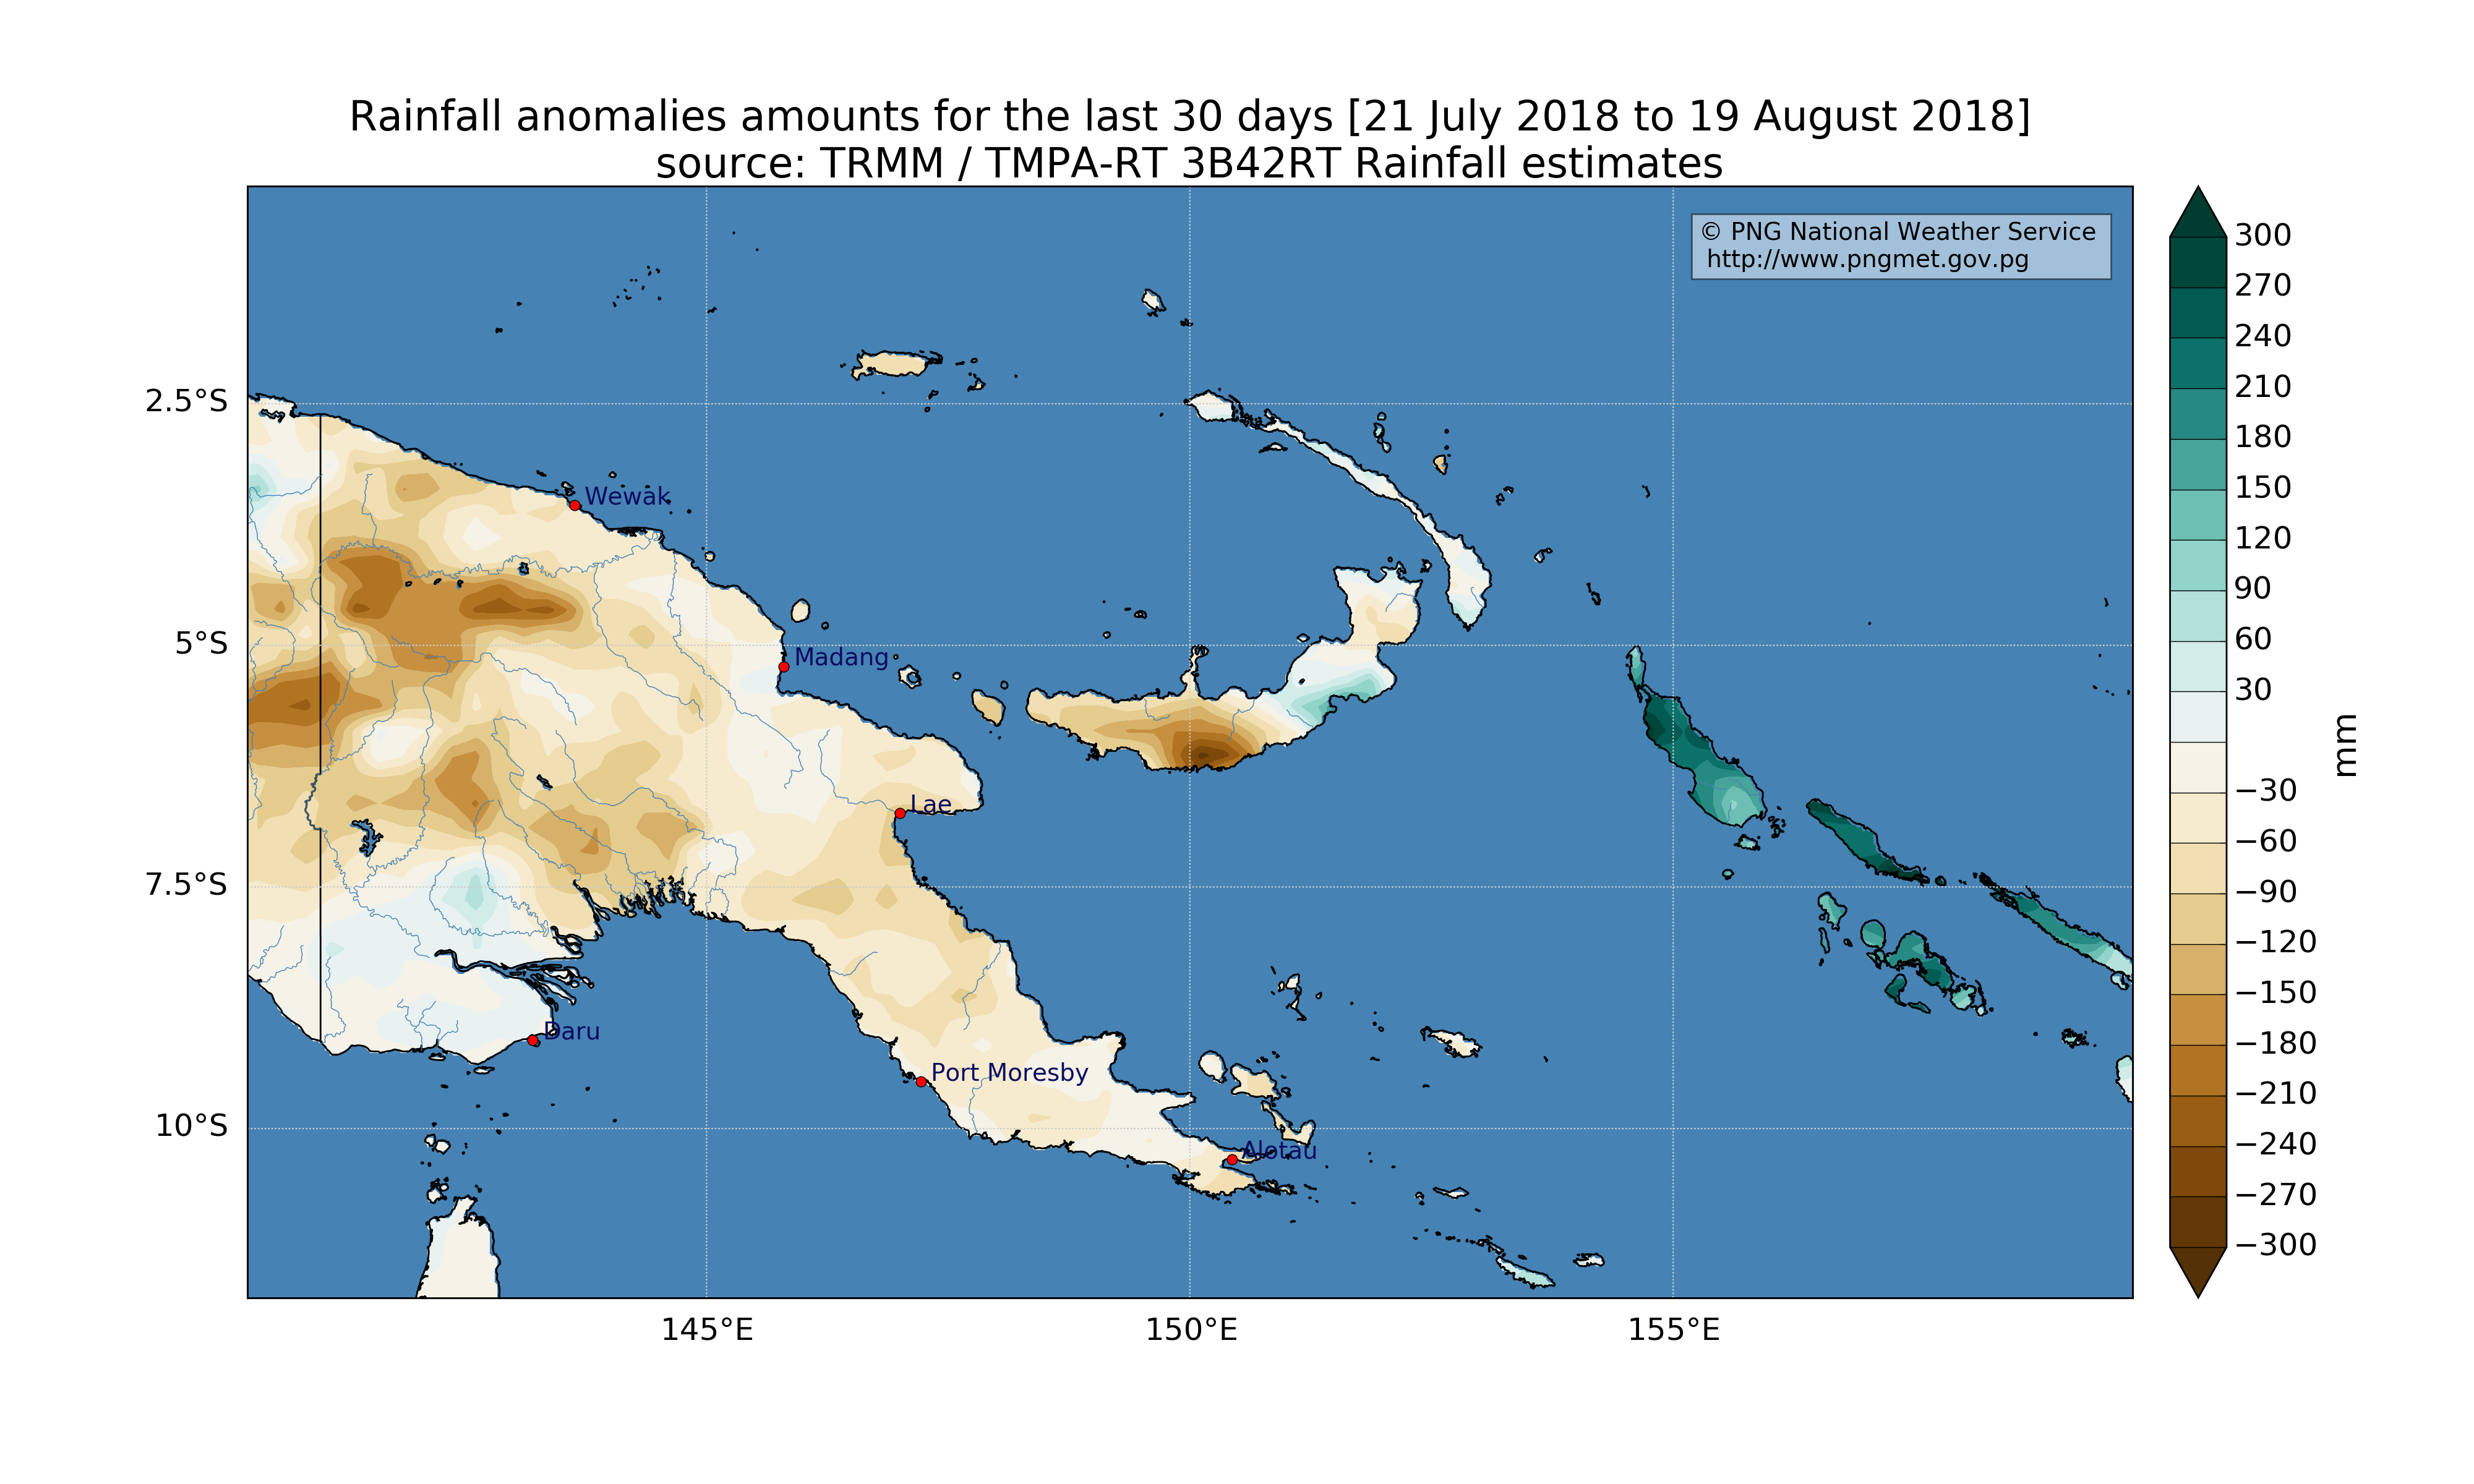 Rainfall anomalies amounts for the last 30 days [21 July 2018 to 19 August 2018]
source: TRMM / TMPA-RT 3B42RT Rainfall estimates
© PNG National Weather Service
http://www.pngmet.gov.pg
2.5°S
5°S
7.5°S
10°S
145°E
150°E
155°E
Wewak
Madang
Lae
Daru
Port Moresby
Alotau
300
270
240
210
180
150
120
90
60
30
−30
−60
−90
−120
−150
−180
−210
−240
−270
−300
mm